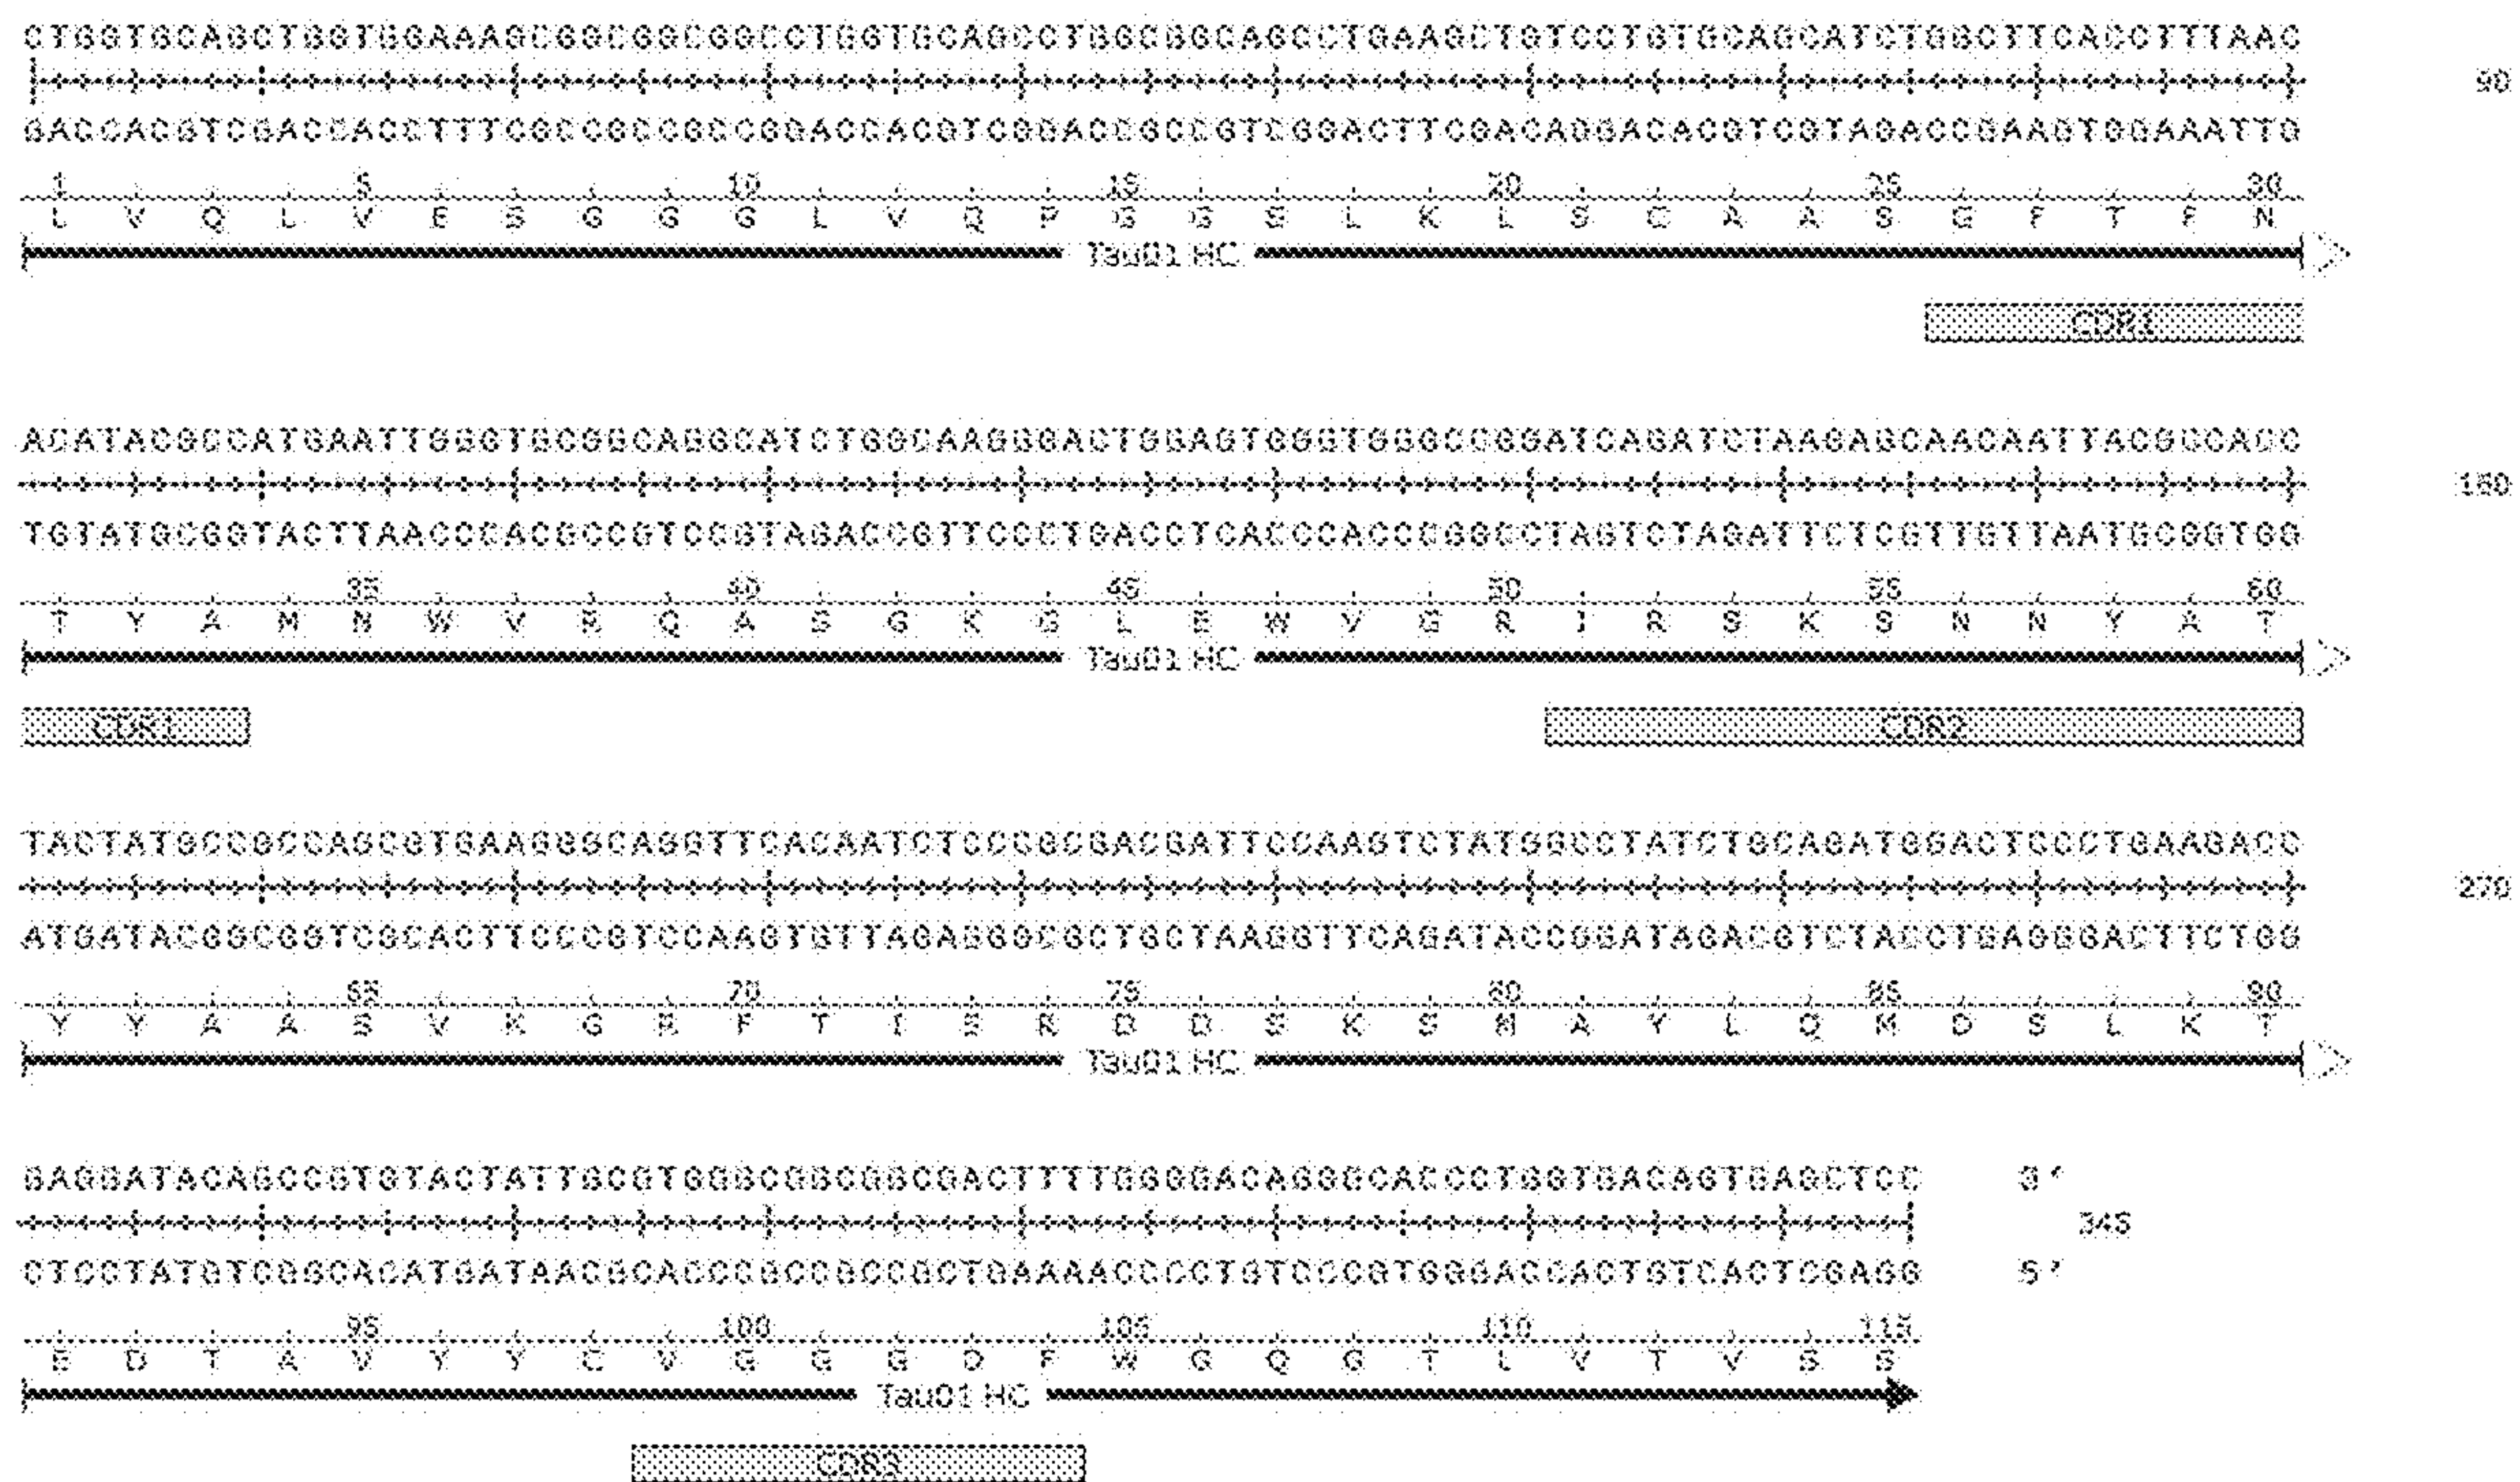 CTGGTGCAGCTGGTGGAAAGCGGCGGCGGCCTGGTGCAGCCTGGCGGCAGCCTGAAGCTGTCCTGTGCAGCATCTGGCTTCACCTTTAAC
90
GACCACGTCGACCACCTTTCGCCGCCGCCGGACCACGTCGGACCGCCGTCGGACTTCGACAGGACACGTCGTAGACCGAAGTGGAAATTG
1 5 10 15 20 25 30
L V Q L V E S G G G L V Q P G G S L K L S C A A S G F T F N
Tau01 HC
CDR1
ACATACGCCATGAATTGGGTGCGGCAGGCATCTGGCAAGGGACTGGAGTGGGTGGGCCGGATCAGATCTAAGAGCAACAATTACGCCACC
180
TGTATGCGGTACTTAACCCACGCCGTCCGTAGACCGTTCCCTGACCTCACCCACCCGGCCTAGTCTAGATTCTCGTTGTTAATGCGGTGG
35 40 45 50 55 60
T Y A M N W V R Q A S G K G L E W V G R I R S K S N N Y A T
Tau01 HC
CDR1 CDR2
TACTATGCCGCCAGCGTGAAGGGCAGGTTCACAATCTCCCGCGACGATTCCAAGTCTATGGCCTATCTGCAGATGGACTCCCTGAAGACC
270
ATGATACGGCGGTCGCACTTCCCGTCCAAGTGTTAGAGGGCGCTGCTAAGGTTCAGATACCGGATAGACGTCTACCTGAGGGACTTCTGG
65 70 75 80 85 90
Y Y A A S V K G R F T I S R D D S K S M A Y L Q M D S L K T
Tau01 HC
GAGGATACAGCCGTGTACTATTGCGTGGGCGGCGGCGACTTTTGGGGACAGGGCACCCTGGTGACAGTGAGCTCC 3'
345
CTCCTATGTCGGCACATGATAACGCACCCGCCGCCGCTGAAAACCCCTGTCCCGTGGGACCACTGTCACTCGAGG 5'
95 100 105 110 115
E D T A V Y Y C V G G G D F W G Q G T L V T V S S
Tau01 HC
CDR3